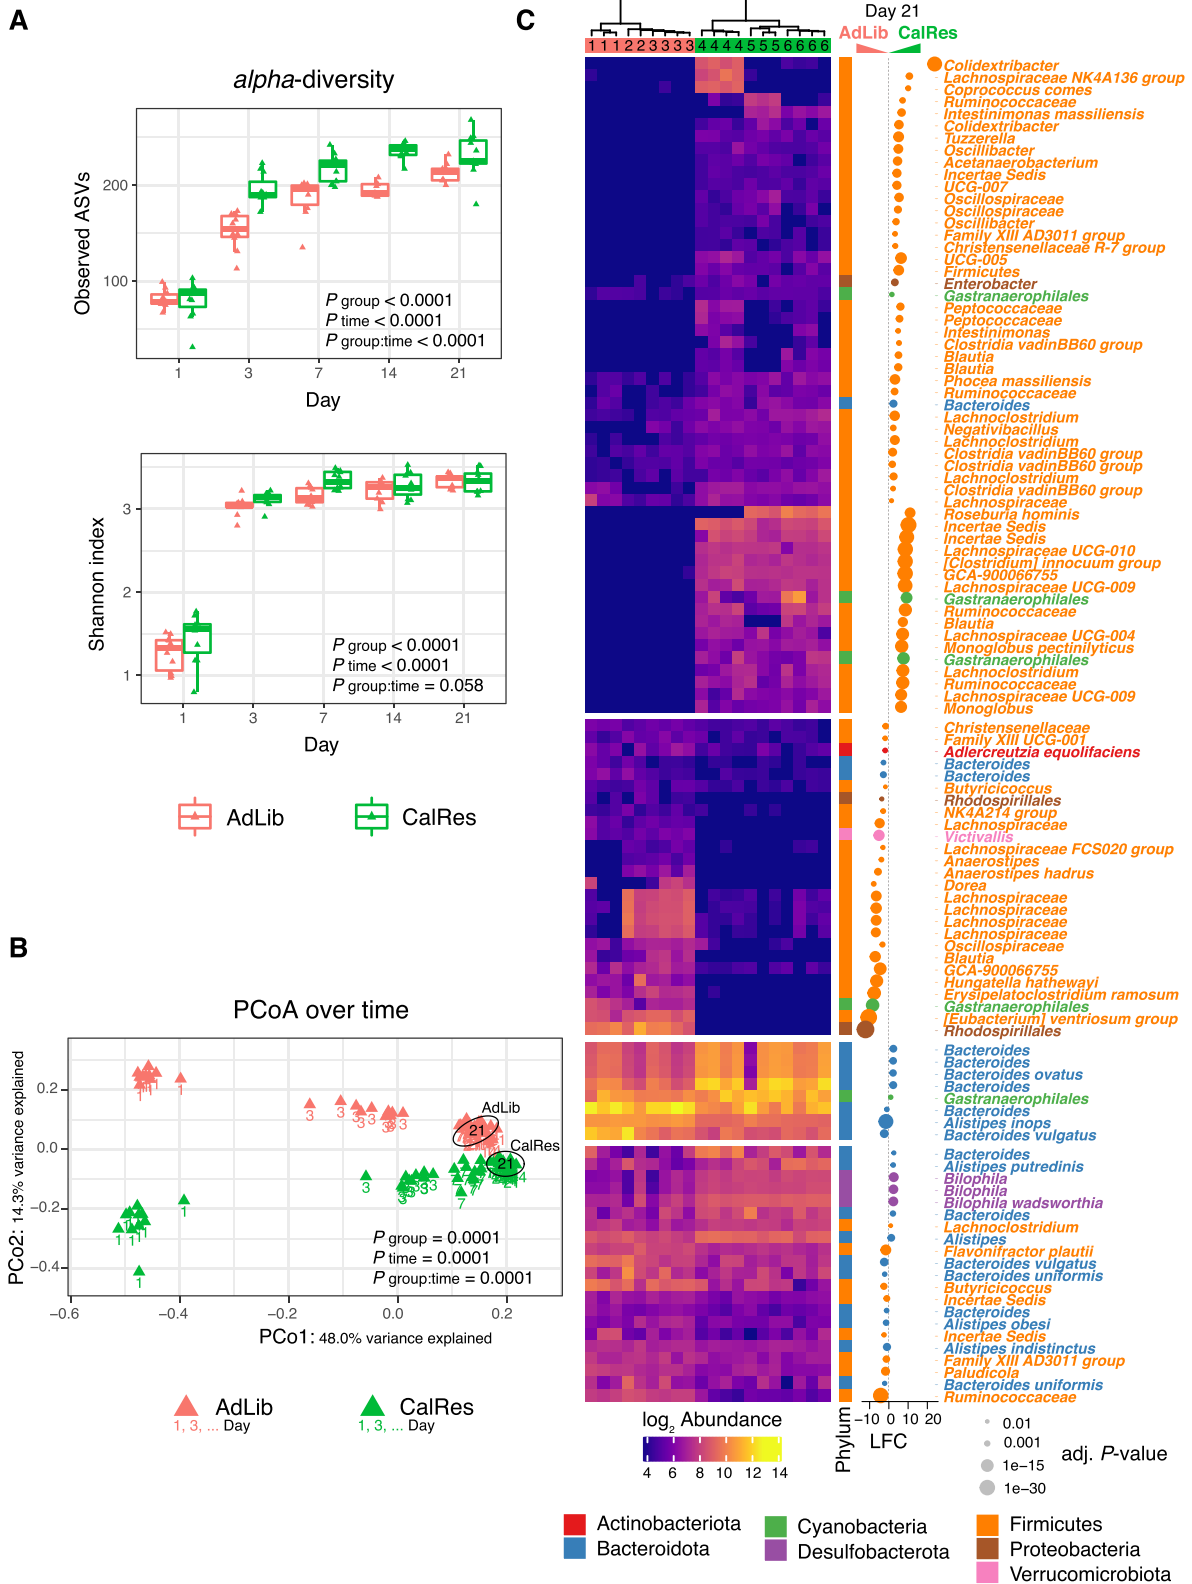 A
alpha-diversity
Observed ASVs
200
100
P group < 0.0001
P time < 0.0001
P group:time < 0.0001
1 3 7 14 21
Day
Shannon index
3
2
1
P group < 0.0001
P time < 0.0001
P group:time = 0.058
1 3 7 14 21
Day
AdLib CalRes
B
PCoA over time
PCo2: 14.3% variance explained
0.2
0.0
−0.2
−0.4
AdLib
21
CalRes
21
P group = 0.0001
P time = 0.0001
P group:time = 0.0001
−0.6 −0.4 −0.2 0.0 0.2
PCo1: 48.0% variance explained
AdLib CalRes
1, 3, ... Day 1, 3, ... Day
C
Day 21
AdLib CalRes
1 1 1 2 2 3 3 3 3 4 4 4 4 5 5 5 6 6 6 6
Colidextribacter
Lachnospiraceae NK4A136 group
Coprococcus comes
Ruminococcaceae
Intestinimonas massiliensis
Colidextribacter
Tuzzerella
Oscillibacter
Acetanaerobacterium
Incertae Sedis
UCG-007
Oscillospiraceae
Oscillospiraceae
Oscillibacter
Family XIII AD3011 group
Christensenellaceae R-7 group
UCG-005
Firmicutes
Enterobacter
Gastranaerophilales
Peptococcaceae
Peptococcaceae
Intestinimonas
Clostridia vadinBB60 group
Blautia
Blautia
Phocea massiliensis
Ruminococcaceae
Bacteroides
Lachnoclostridium
Negativibacillus
Lachnoclostridium
Clostridia vadinBB60 group
Clostridia vadinBB60 group
Lachnoclostridium
Clostridia vadinBB60 group
Lachnospiraceae
Roseburia hominis
Incertae Sedis
Incertae Sedis
Lachnospiraceae UCG-010
[Clostridium] innocuum group
GCA-900066755
Lachnospiraceae UCG-009
Gastranaerophilales
Ruminococcaceae
Blautia
Lachnospiraceae UCG-004
Monoglobus pectinilyticus
Gastranaerophilales
Lachnoclostridium
Ruminococcaceae
Lachnospiraceae UCG-009
Monoglobus
Christensenellaceae
Family XIII UCG-001
Adlercreutzia equolifaciens
Bacteroides
Bacteroides
Butyricicoccus
Rhodospirillales
NK4A214 group
Lachnospiraceae
Victivallis
Lachnospiraceae FCS020 group
Anaerostipes
Anaerostipes hadrus
Dorea
Lachnospiraceae
Lachnospiraceae
Lachnospiraceae
Lachnospiraceae
Oscillospiraceae
Blautia
GCA-900066755
Hungatella hathewayi
Erysipelatoclostridium ramosum
Gastranaerophilales
[Eubacterium] ventriosum group
Rhodospirillales
Bacteroides
Bacteroides
Bacteroides ovatus
Bacteroides
Gastranaerophilales
Bacteroides
Alistipes inops
Bacteroides vulgatus
Bacteroides
Alistipes putredinis
Bilophila
Bilophila
Bilophila wadsworthia
Bacteroides
Lachnoclostridium
Alistipes
Flavonifractor plautii
Bacteroides vulgatus
Bacteroides uniformis
Butyricicoccus
Incertae Sedis
Bacteroides
Alistipes obesi
Incertae Sedis
Alistipes indistinctus
Family XIII AD3011 group
Paludicola
Bacteroides uniformis
Ruminococcaceae
log2 Abundance
4 6 8 10 12 14
Phylum
−10 0 10 20
LFC
0.01
0.001
1e−15
1e−30
adj. P-value
Actinobacteriota
Bacteroidota
Cyanobacteria
Desulfobacterota
Firmicutes
Proteobacteria
Verrucomicrobiota